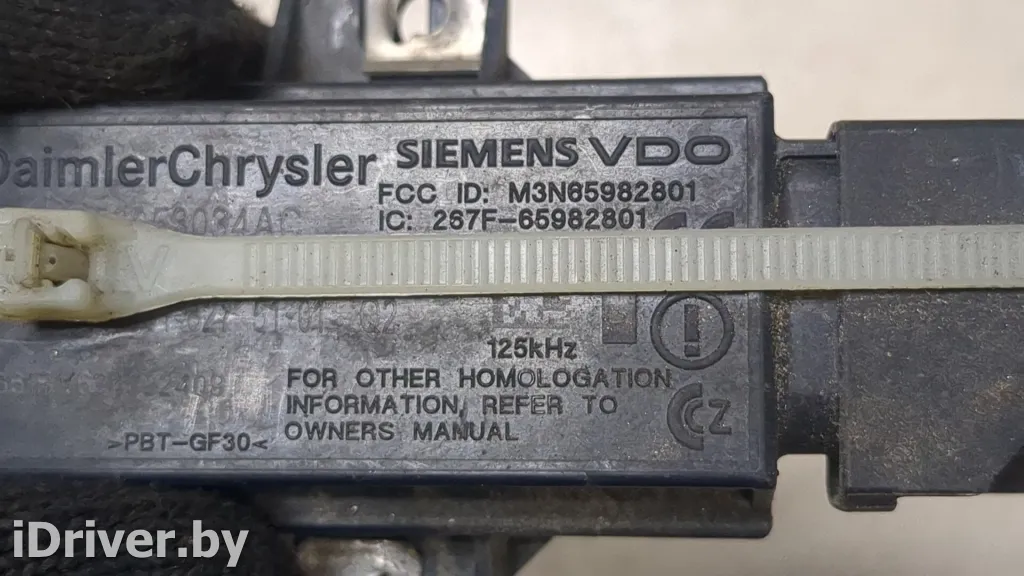 DaimlerChrysler SIEMENS VDO
FCC ID: M3N65982801
IC: 267F-65982801
125kHz
FOR OTHER HOMOLOGATION
INFORMATION, REFER TO
OWNERS MANUAL
>PBT-GF30<
CZ
iDriver.by